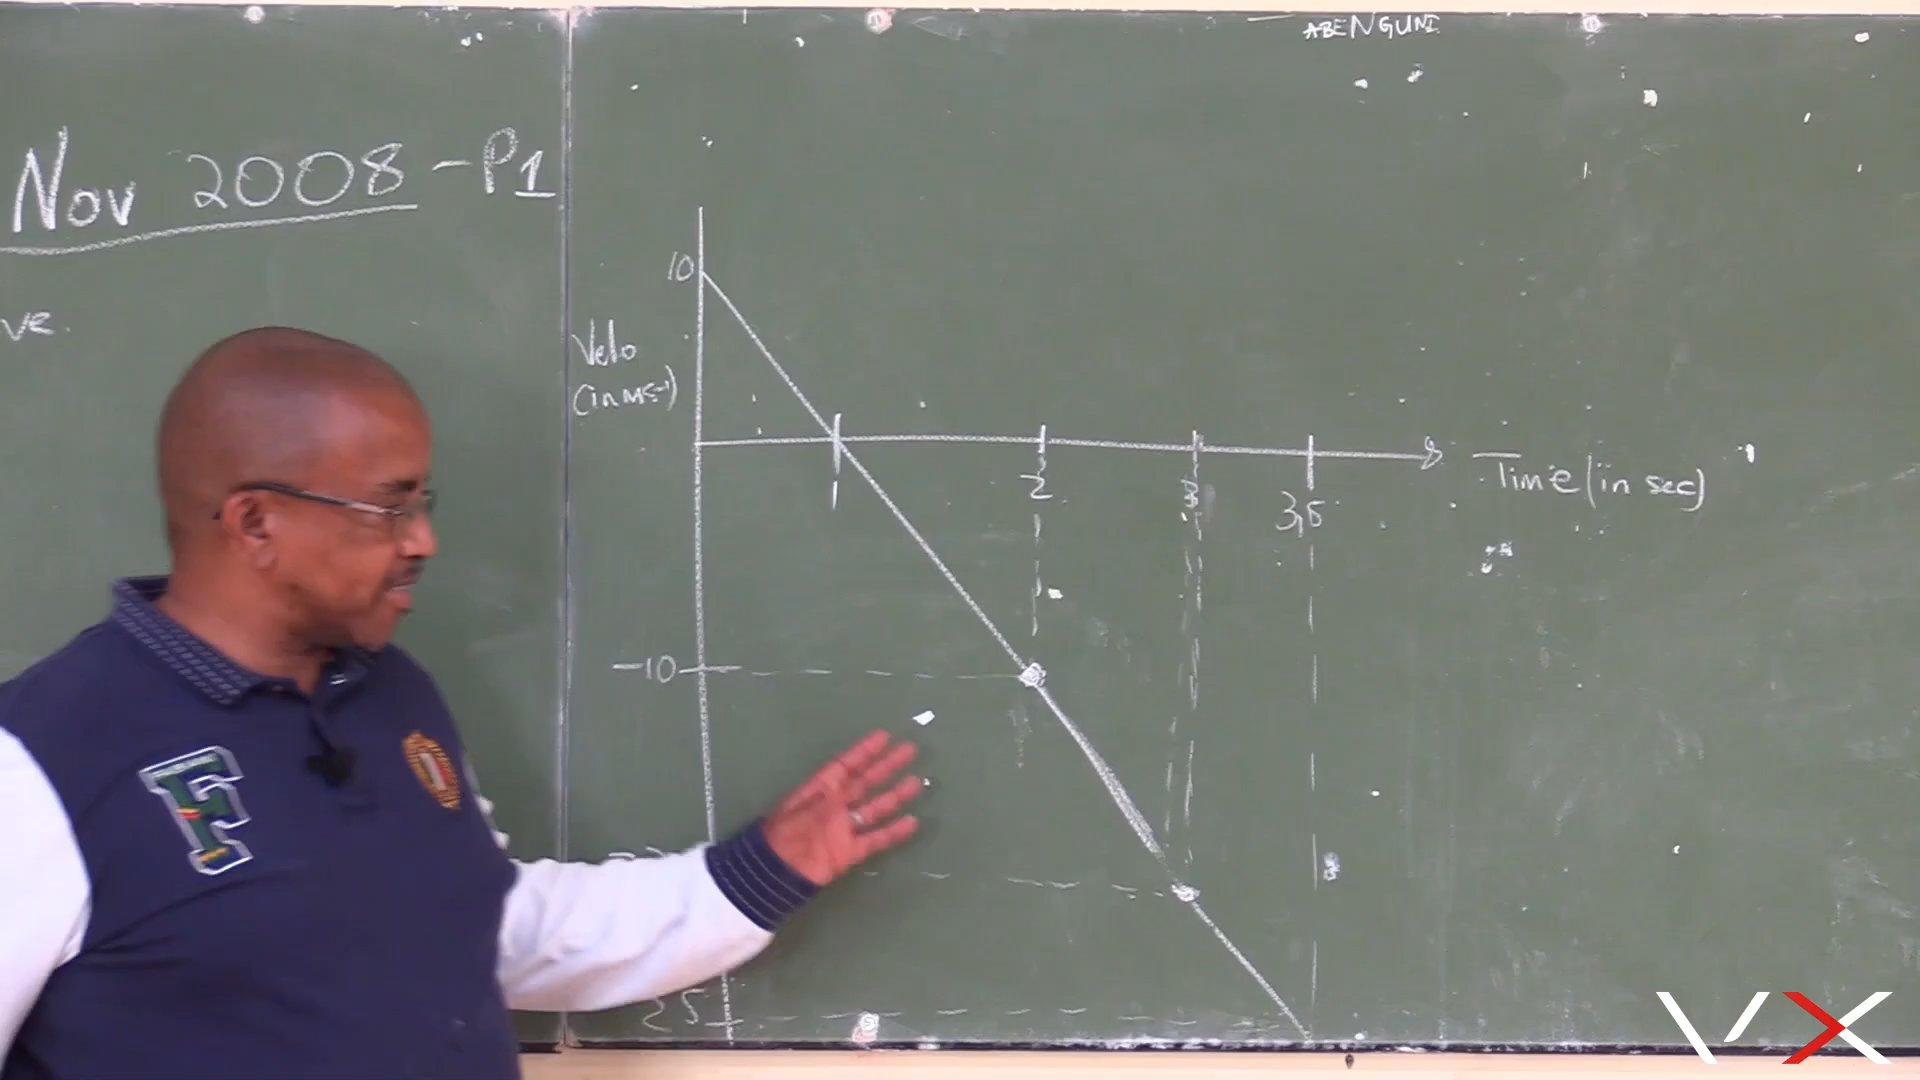 ABENGUNI
Nov 2008 - P1
ve.
10
Velo
(in ms-1)
1
2
3
3,5
Time (in sec)
-10
25
F
VX